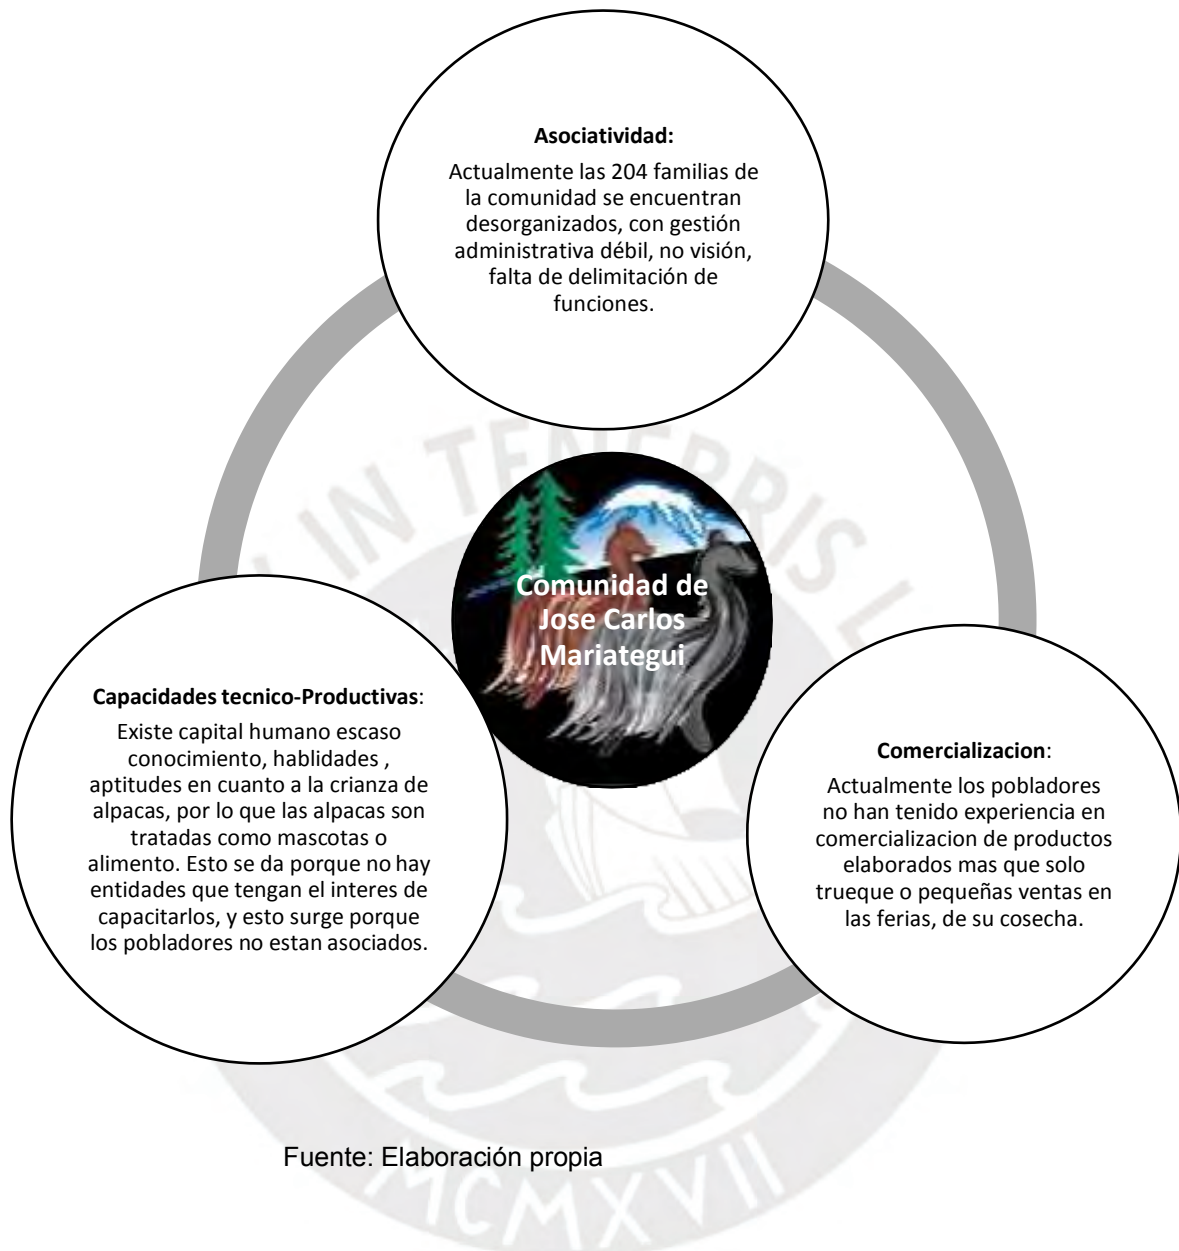 Asociatividad:
Actualmente las 204 familias de
la comunidad se encuentran
desorganizados, con gestión
administrativa débil, no visión,
falta de delimitación de
funciones.
IN TENEBRIS L
Comunidad de
Jose Carlos
Mariategui
Capacidades tecnico-Productivas:
Existe capital humano escaso
conocimiento, hablidades ,
aptitudes en cuanto a la crianza de
alpacas, por lo que las alpacas son
tratadas como mascotas o
alimento. Esto se da porque no hay
entidades que tengan el interes de
capacitarlos, y esto surge porque
los pobladores no estan asociados.
Comercializacion:
Actualmente los pobladores
no han tenido experiencia en
comercializacion de productos
elaborados mas que solo
trueque o pequeñas ventas en
las ferias, de su cosecha.
Fuente: Elaboración propia
MCMXVII